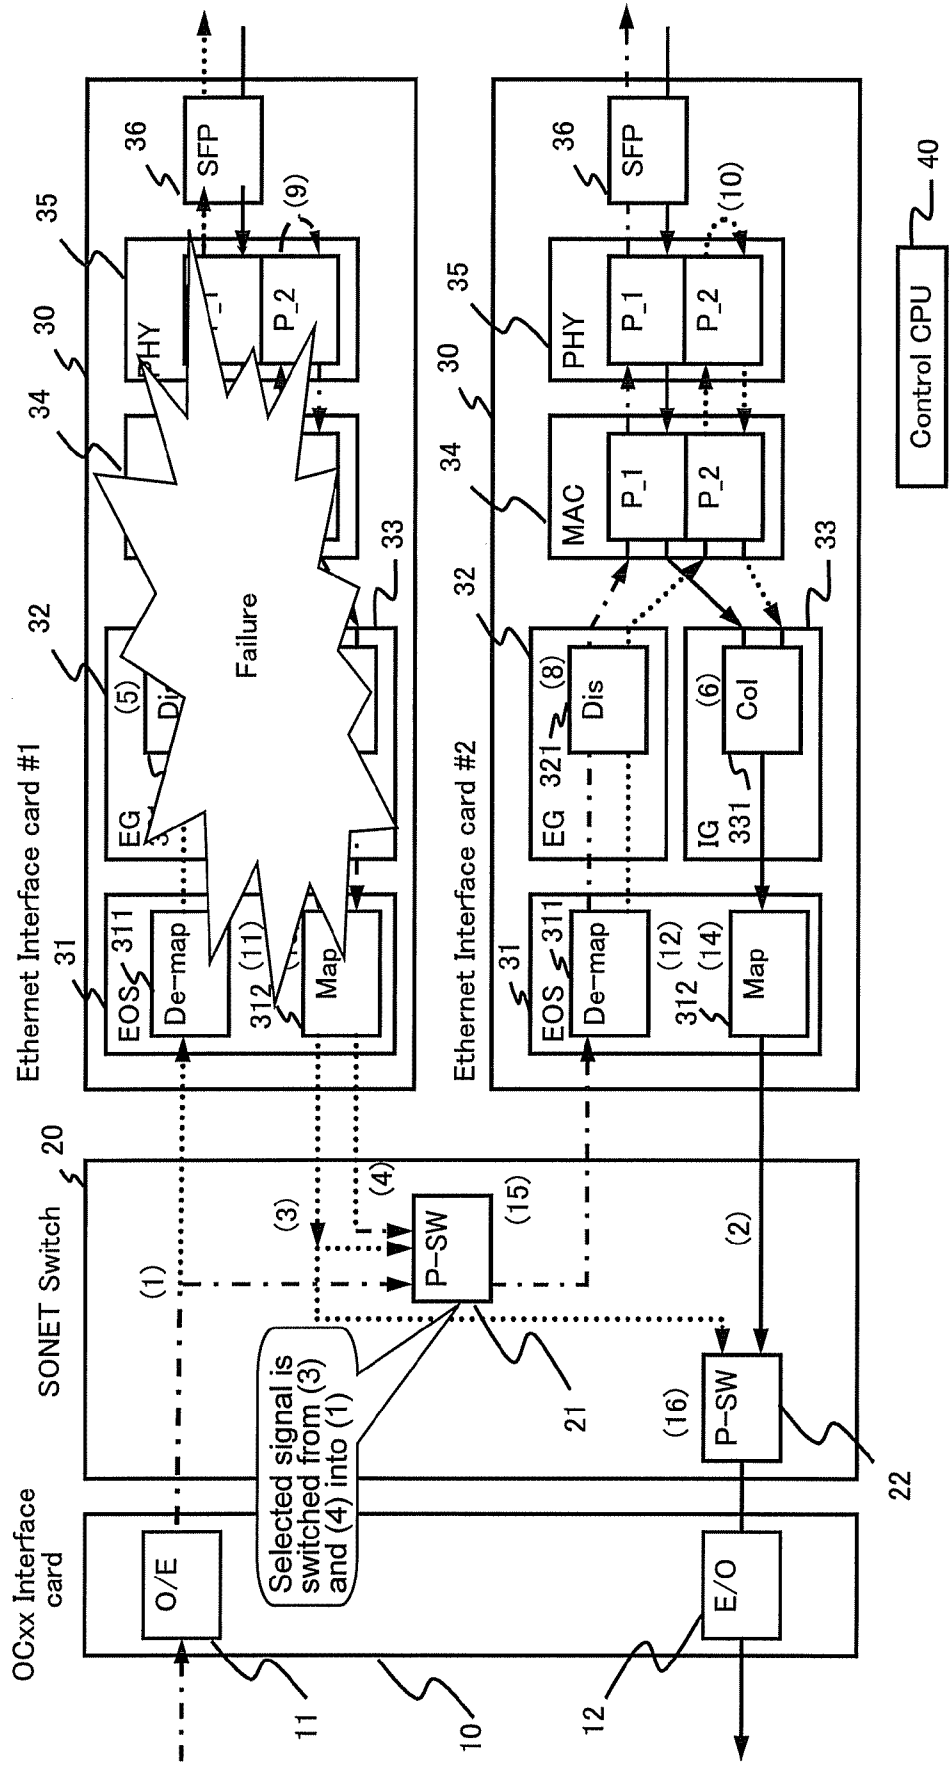 OCxx Interface
card
SONET Switch
20
Ethernet Interface card #1
Ethernet Interface card #2
O/E
11
10
12
E/O
Selected signal is
switched from (3)
and (4) into (1)
(1)
(3)
(4)
P-SW
(15)
21
(2)
(16)
P-SW
22
31
EOS
311
De-map
(11)
312
Map
32
(5)
EG
33
Failure
34
30
35
PHY
P_2
(9)
36
SFP
31
EOS
311
De-map
(12)
(14)
312
Map
32
321
(8)
EG
Dis
(6)
Col
IG
331
33
34
MAC
P_1
P_2
30
35
PHY
P_1
P_2
(10)
36
SFP
Control CPU
40